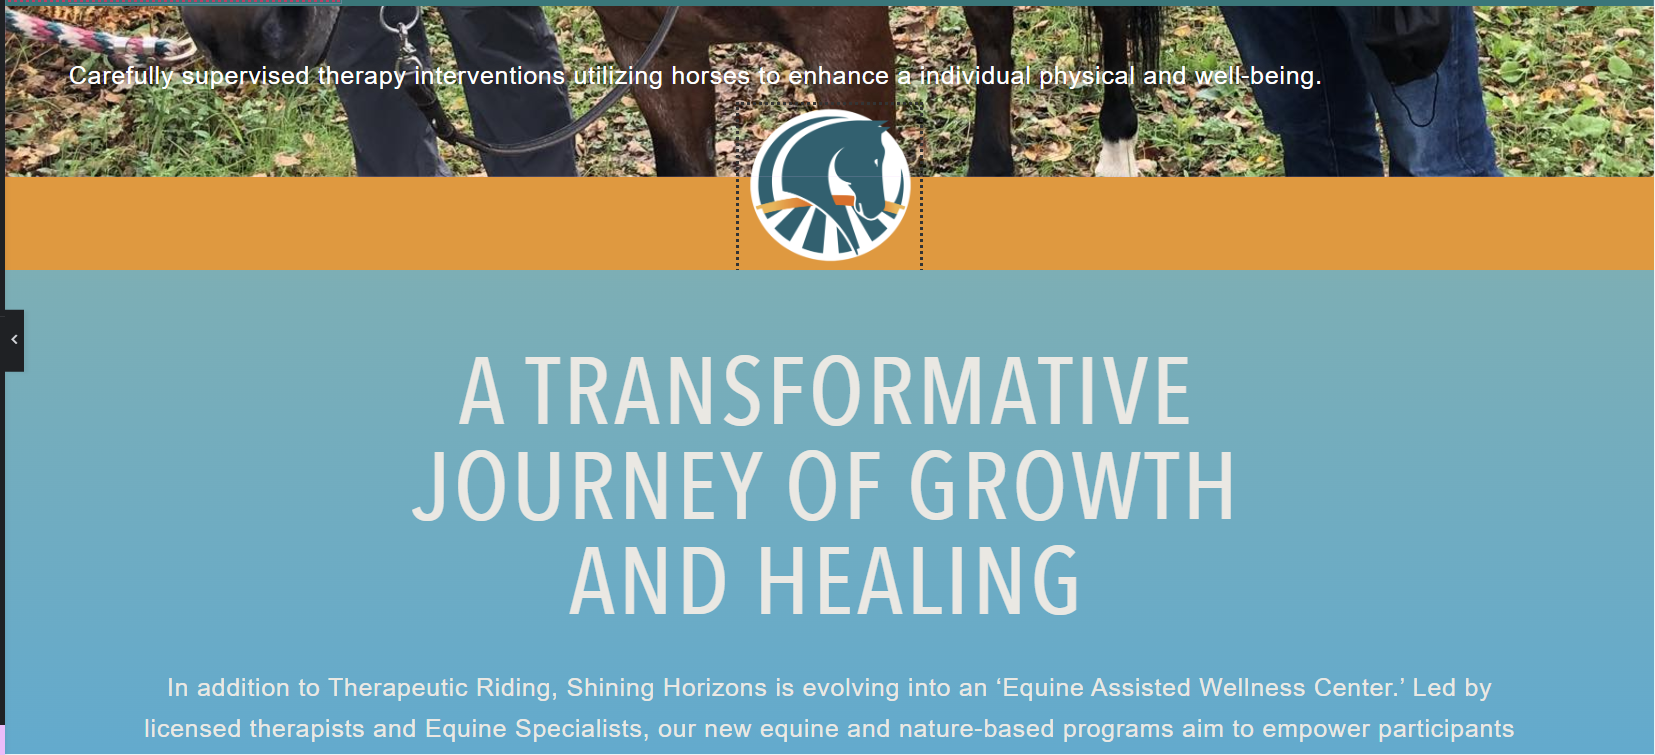 Carefully supervised therapy interventions utilizing horses to enhance a individual physical and well-being.
A TRANSFORMATIVE
JOURNEY OF GROWTH
AND HEALING
In addition to Therapeutic Riding, Shining Horizons is evolving into an ‘Equine Assisted Wellness Center.’ Led by
licensed therapists and Equine Specialists, our new equine and nature-based programs aim to empower participants